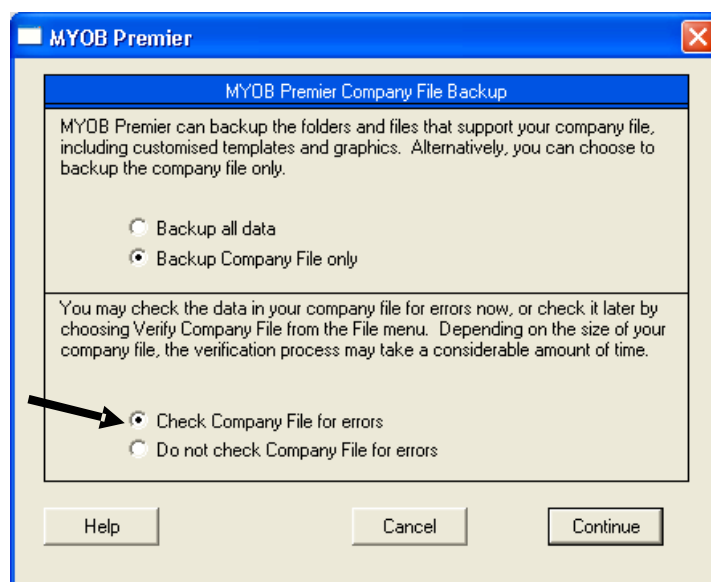 MYOB Premier
MYOB Premier Company File Backup
MYOB Premier can backup the folders and files that support your company file,
including customised templates and graphics.  Alternatively, you can choose to
backup the company file only.
Backup all data
Backup Company File only
You may check the data in your company file for errors now, or check it later by
choosing Verify Company File from the File menu.  Depending on the size of your
company file, the verification process may take a considerable amount of time.
Check Company File for errors
Do not check Company File for errors
Help Cancel Continue